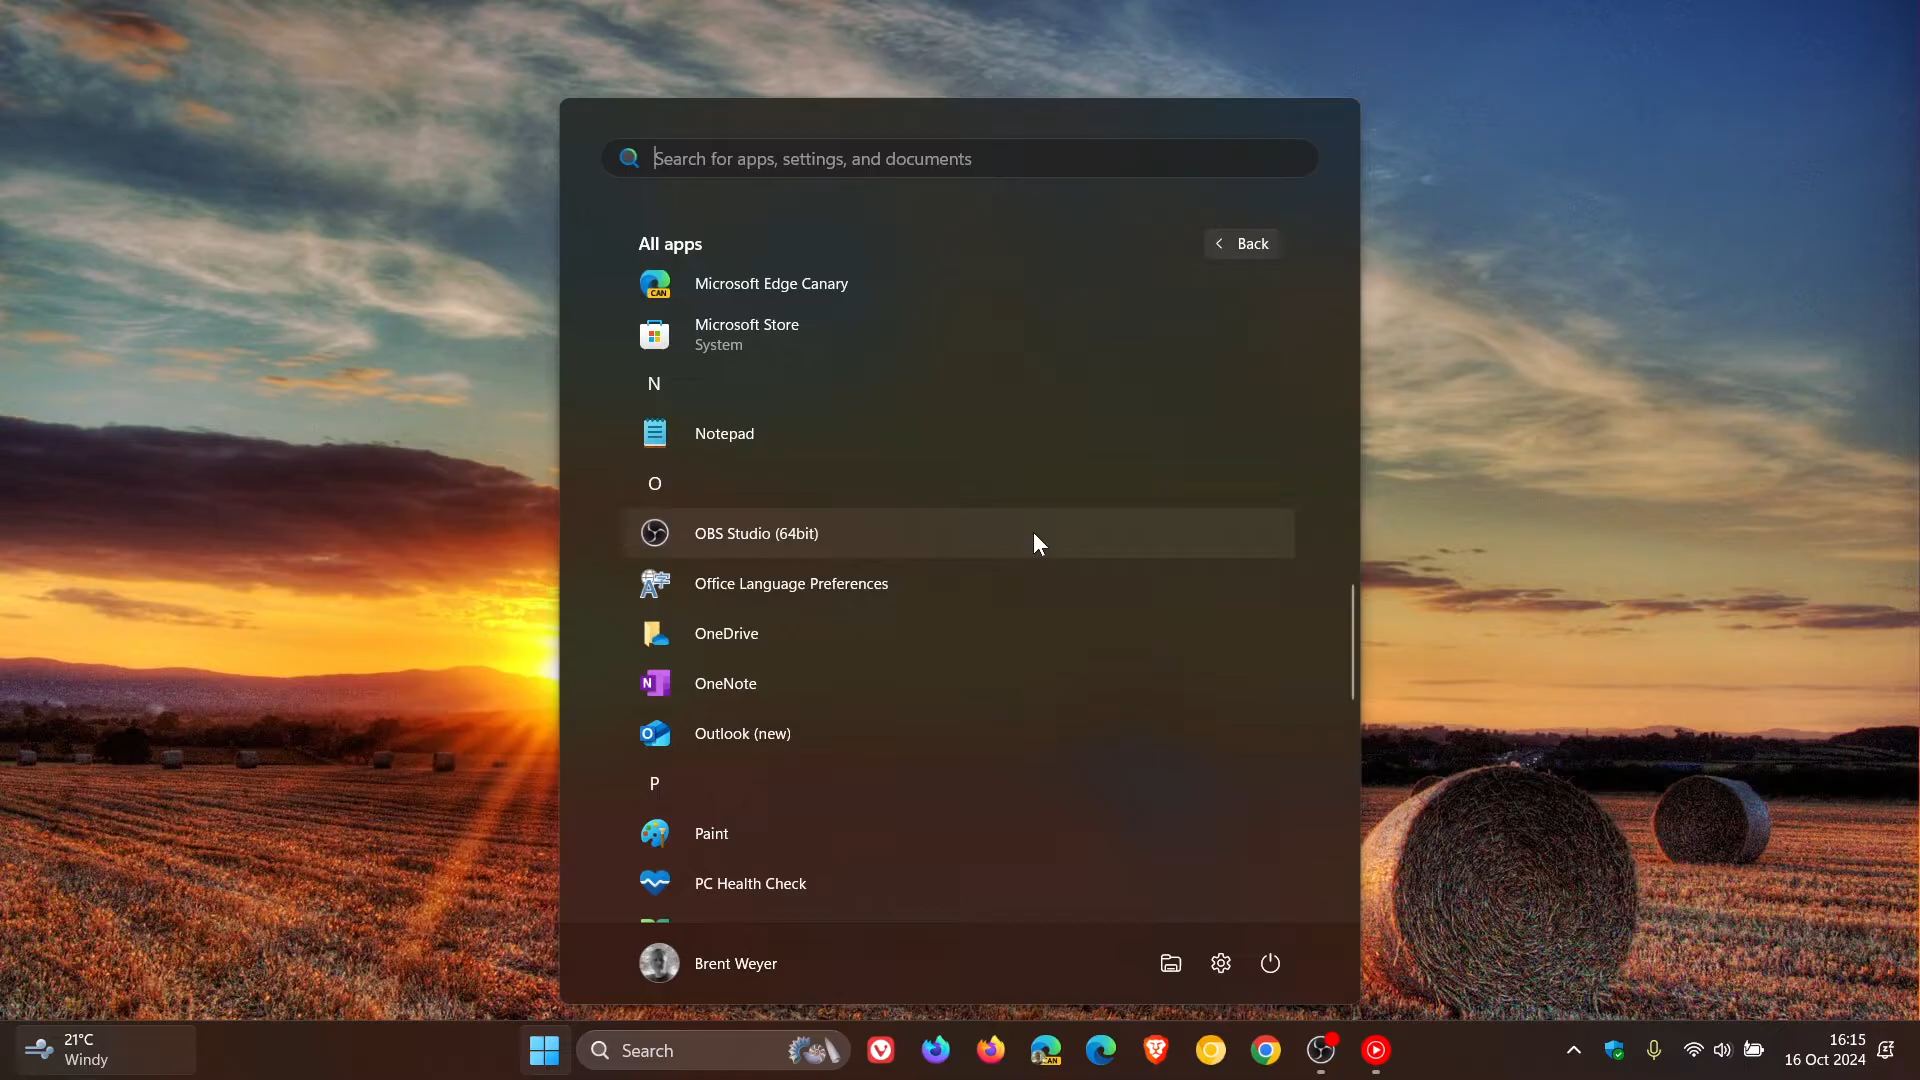 Search for apps, settings, and documents
All apps
Back
CAN
Microsoft Edge Canary
Microsoft Store
System
N
Notepad
O
OBS Studio (64bit)
Office Language Preferences
OneDrive
N
OneNote
O
Outlook (new)
P
Paint
PC Health Check
Brent Weyer
21°C
Windy
Search
CAN
16:15
16 Oct 2024